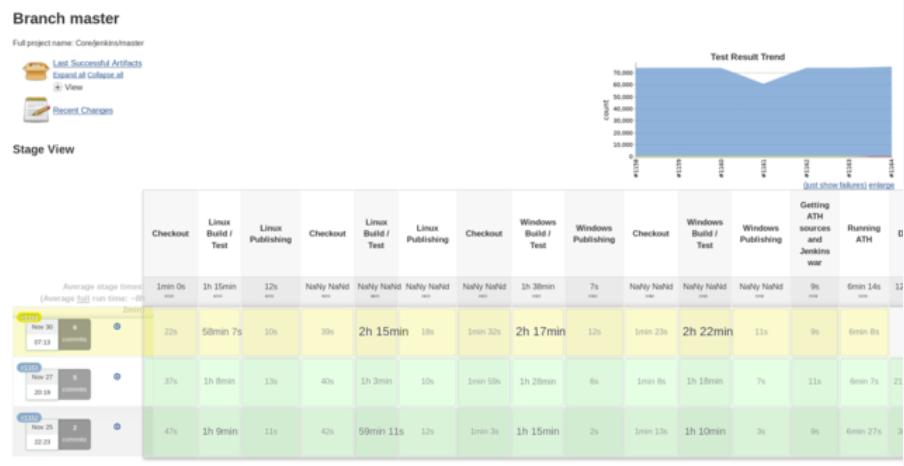 Branch master
Full project name: Core/jenkins/master
Last Successful Artifacts
Expand all Collapse all
View
Recent Changes
Test Result Trend
count
70,000
60,000
50,000
40,000
30,000
20,000
10,000
0
#1158 #1159 #1160 #1161 #1162 #1163 #1164
(just show failures) enlarge
Stage View
Checkout Linux Build / Test Linux Publishing Checkout Linux Build / Test Linux Publishing Checkout Windows Build / Test Windows Publishing Checkout Windows Build / Test Windows Publishing Getting ATH sources and Jenkins war Running ATH D
Average stage times: 1min 0s 1h 15min 12s NaNy NaNd NaNy NaNd NaNy NaNd NaNy NaNd 1h 38min 7s NaNy NaNd NaNy NaNd NaNy NaNd 9s 6min 14s 12
(Average full run time: ~8h
2min)
Nov 30 07:13 6 commits 22s 58min 7s 10s 39s 2h 15min 18s 1min 32s 2h 17min 12s 1min 23s 2h 22min 11s 9s 6min 8s
#1163
Nov 27 20:19 5 commits 37s 1h 8min 13s 40s 1h 3min 10s 1min 59s 1h 28min 6s 1min 8s 1h 18min 7s 11s 6min 7s 21
#1162
Nov 25 22:23 2 commits 47s 1h 9min 11s 42s 59min 11s 12s 1min 3s 1h 15min 2s 1min 13s 1h 10min 3s 9s 6min 27s